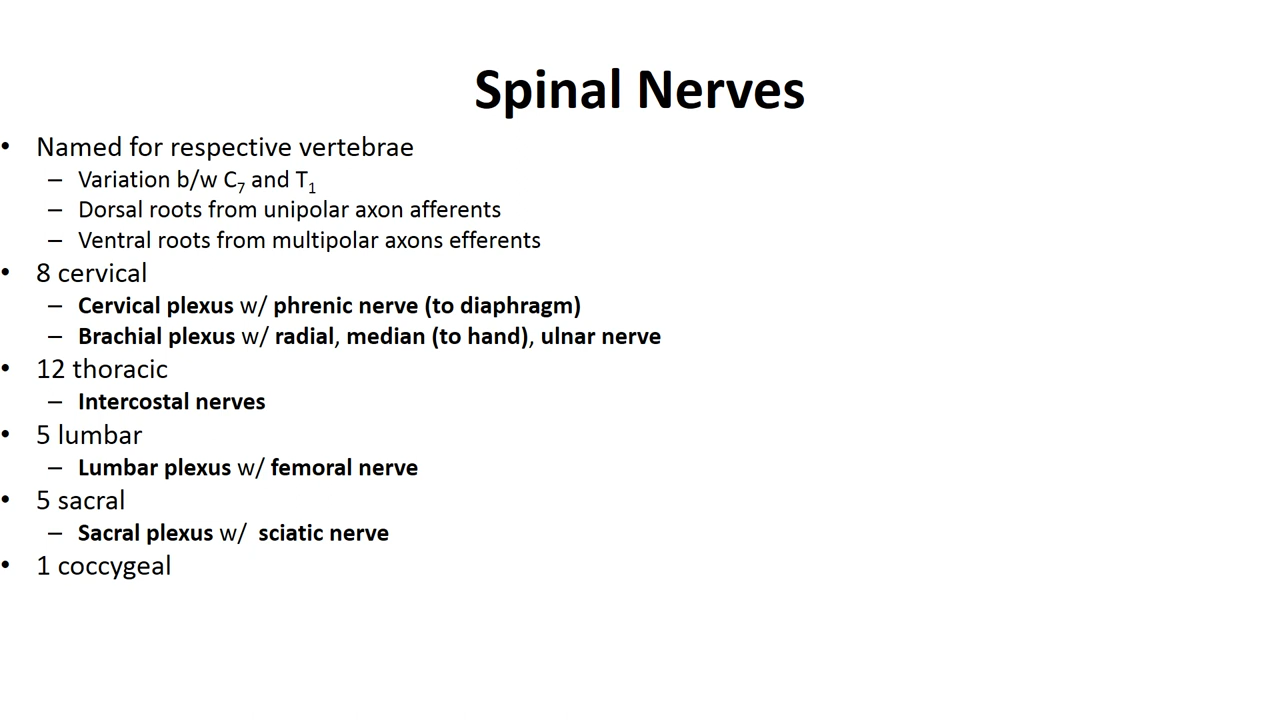 Spinal Nerves
• Named for respective vertebrae
– Variation b/w C₇ and T₁
– Dorsal roots from unipolar axon afferents
– Ventral roots from multipolar axons efferents
• 8 cervical
– Cervical plexus w/ phrenic nerve (to diaphragm)
– Brachial plexus w/ radial, median (to hand), ulnar nerve
• 12 thoracic
– Intercostal nerves
• 5 lumbar
– Lumbar plexus w/ femoral nerve
• 5 sacral
– Sacral plexus w/  sciatic nerve
• 1 coccygeal